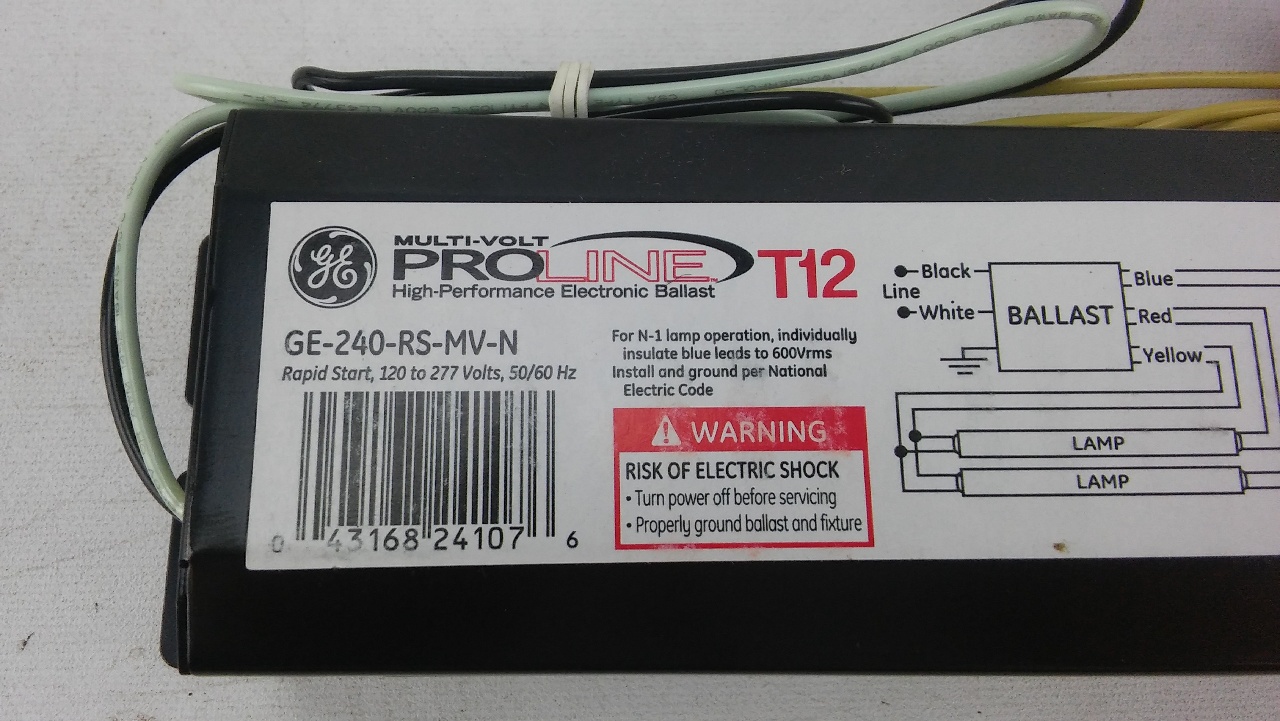 GE
MULTI-VOLT
PROLINE™
High-Performance Electronic Ballast
T12
GE-240-RS-MV-N
Rapid Start, 120 to 277 Volts, 50/60 Hz
0 43168 24107 6
For N-1 lamp operation, individually
insulate blue leads to 600Vrms
Install and ground per National
Electric Code
WARNING
RISK OF ELECTRIC SHOCK
• Turn power off before servicing
• Properly ground ballast and fixture
Black
Line
White
BALLAST
Blue
Red
Yellow
LAMP
LAMP